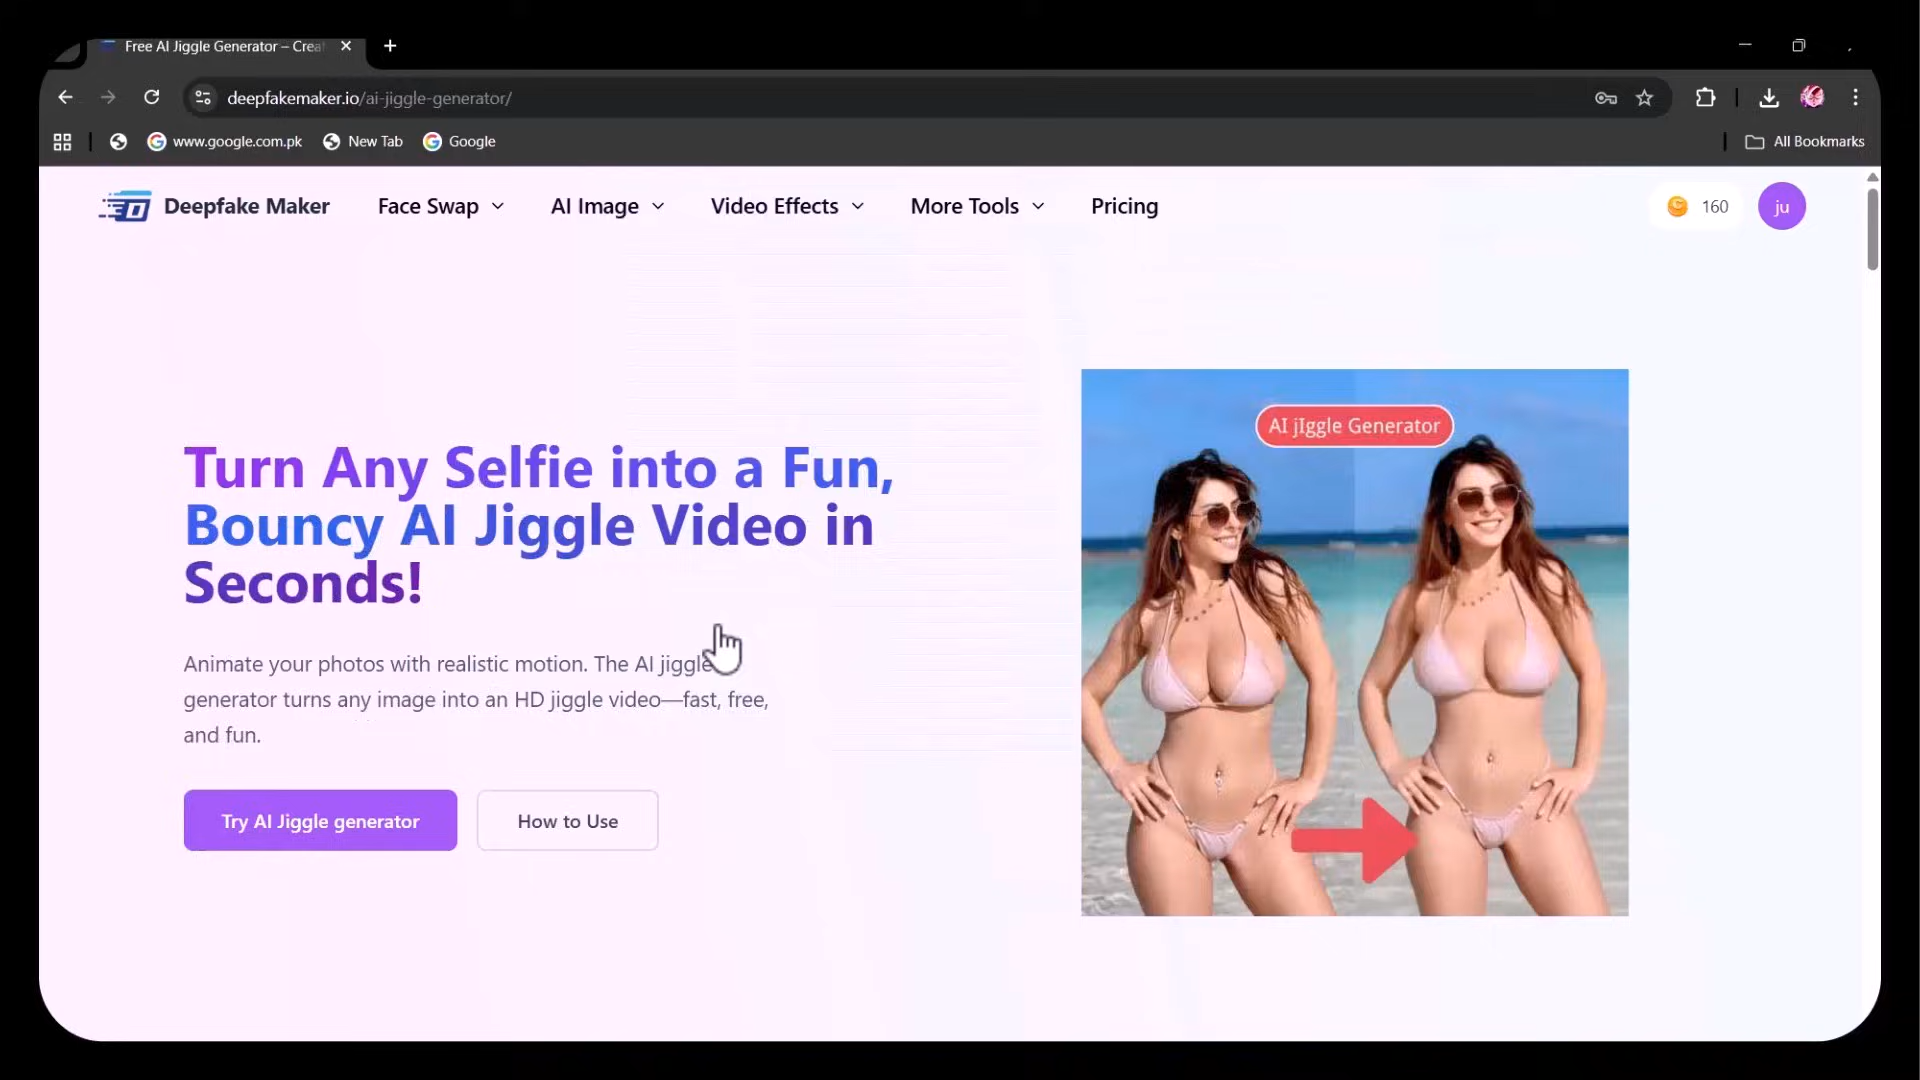 Free AI Jiggle Generator – Crea
deepfakemaker.io/ai-jiggle-generator/
www.google.com.pk
New Tab
Google
All Bookmarks
Deepfake Maker
Face Swap
AI Image
Video Effects
More Tools
Pricing
160
ju
AI jIggle Generator
Turn Any Selfie into a Fun,
Bouncy AI Jiggle Video in
Seconds!
Animate your photos with realistic motion. The AI jiggle
generator turns any image into an HD jiggle video—fast, free,
and fun.
Try AI Jiggle generator
How to Use